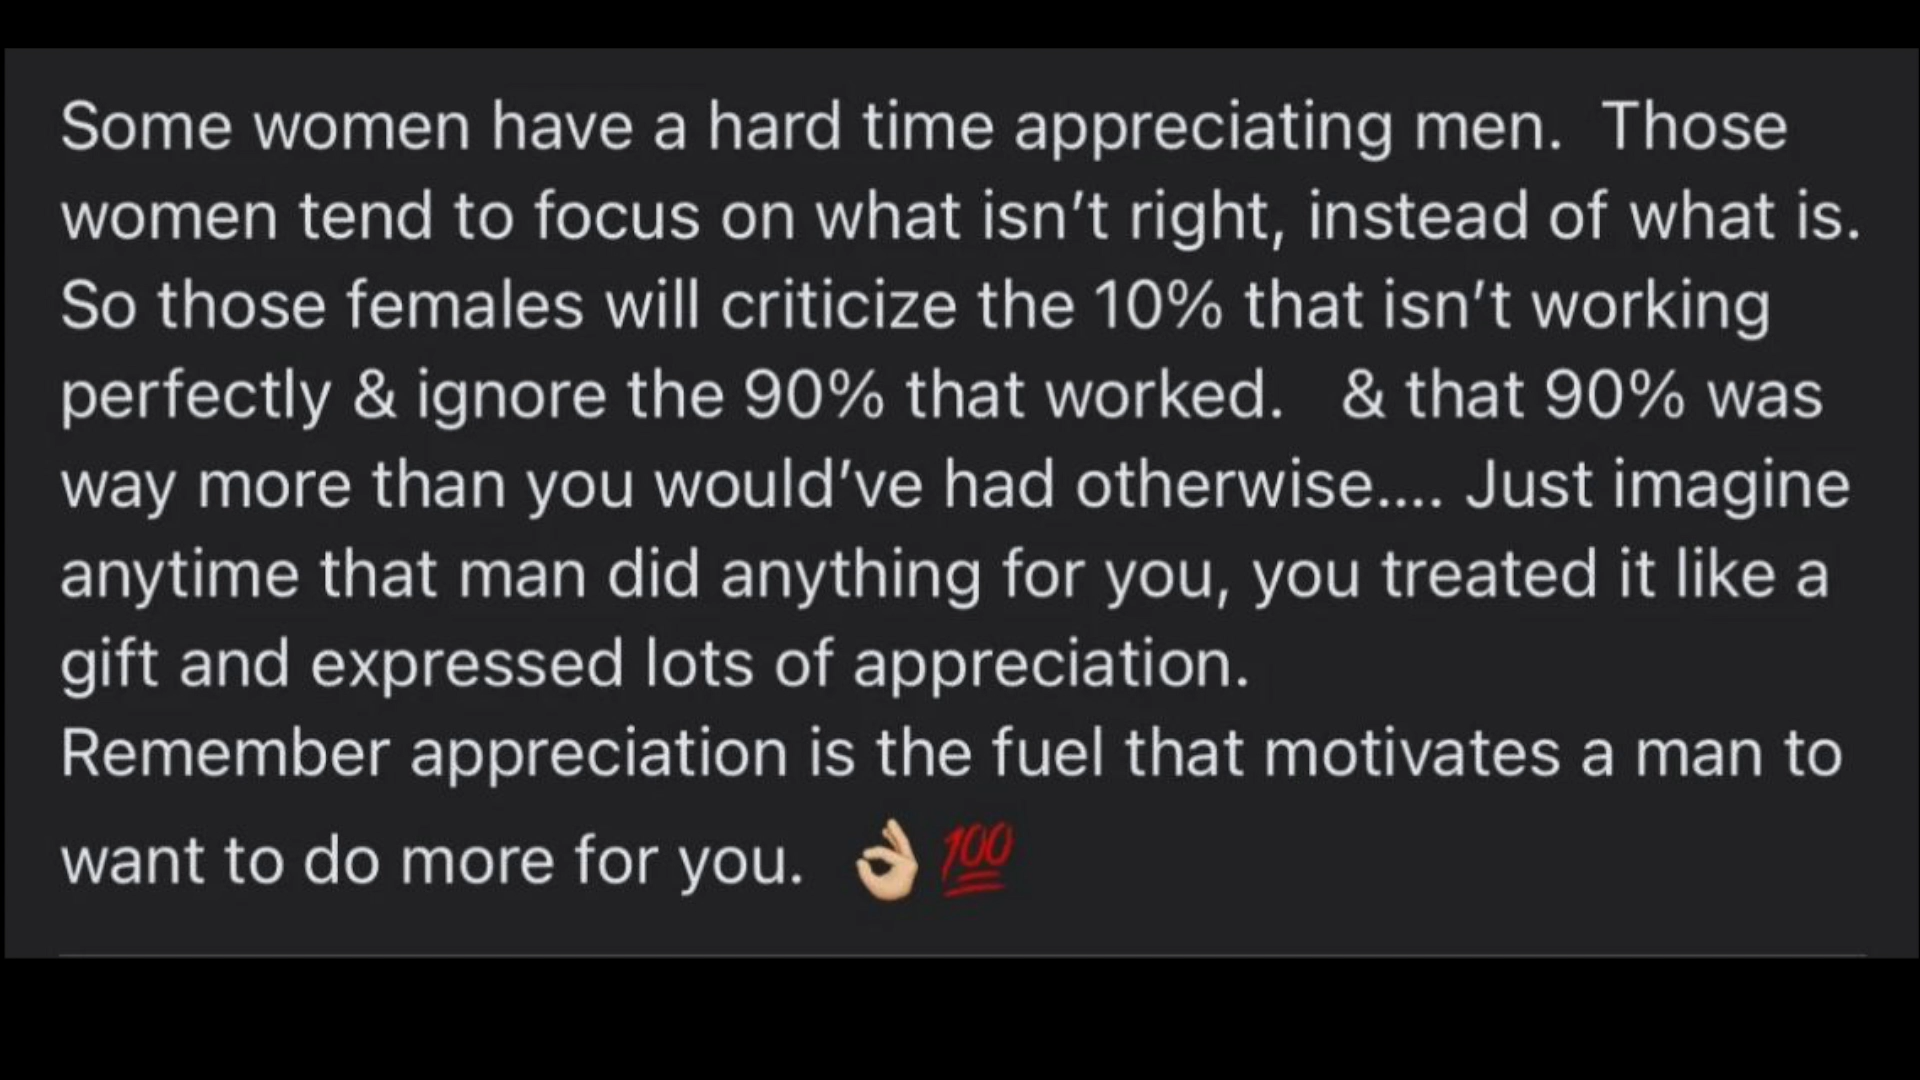 Some women have a hard time appreciating men.  Those
women tend to focus on what isn’t right, instead of what is.
So those females will criticize the 10% that isn’t working
perfectly & ignore the 90% that worked.   & that 90% was
way more than you would’ve had otherwise.... Just imagine
anytime that man did anything for you, you treated it like a
gift and expressed lots of appreciation.
Remember appreciation is the fuel that motivates a man to
want to do more for you.  👌🏼💯